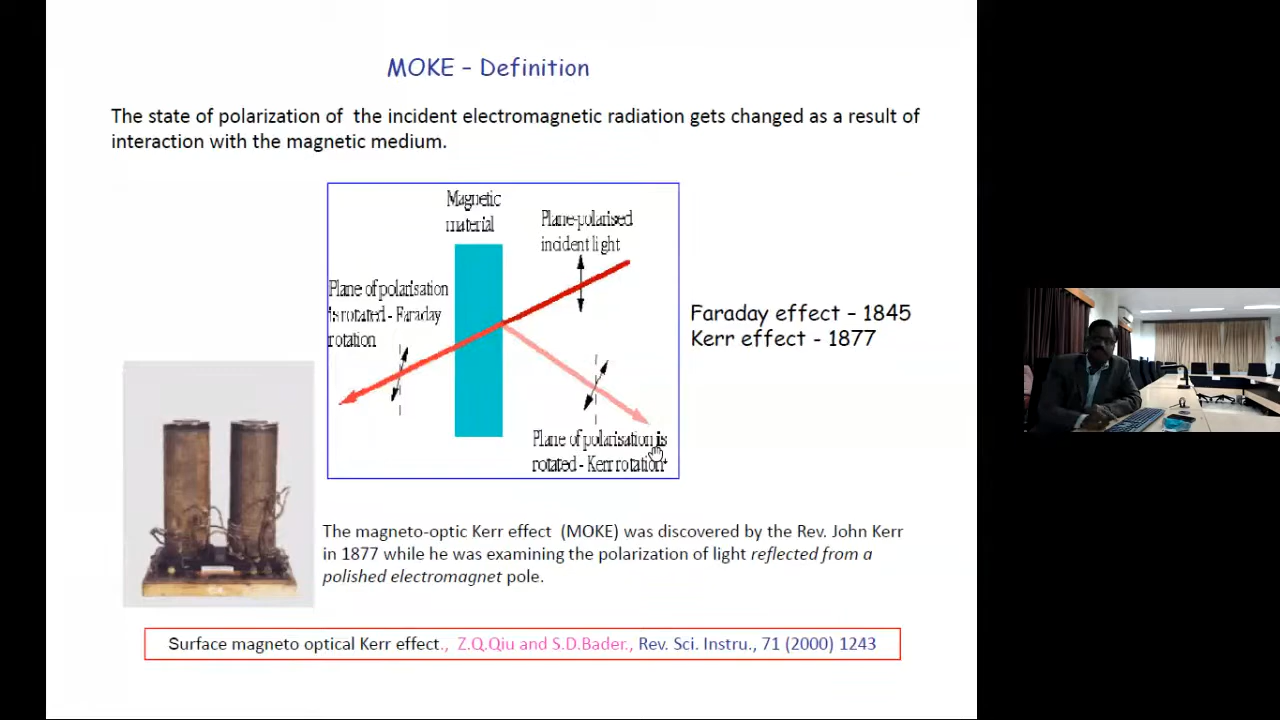 MOKE – Definition
The state of polarization of the incident electromagnetic radiation gets changed as a result of
interaction with the magnetic medium.
Magnetic
material
Plane-polarised
incident light
Plane of polarisation
is rotated - Faraday
rotation
Faraday effect – 1845
Kerr effect - 1877
Plane of polarisation is
rotated - Kerr rotation
The magneto-optic Kerr effect (MOKE) was discovered by the Rev. John Kerr
in 1877 while he was examining the polarization of light reflected from a
polished electromagnet pole.
Surface magneto optical Kerr effect., Z.Q.Qiu and S.D.Bader., Rev. Sci. Instru., 71 (2000) 1243